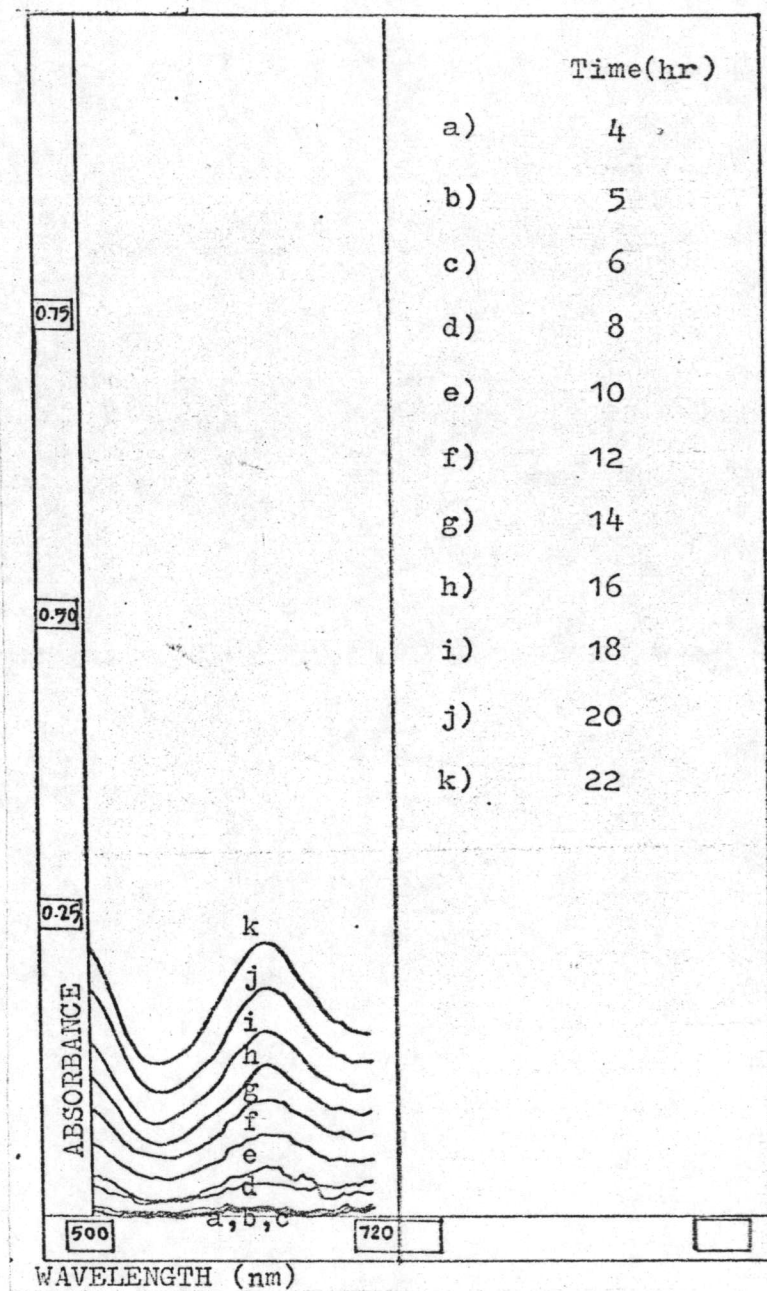 Time(hr)
a) 4
b) 5
c) 6
d) 8
e) 10
f) 12
g) 14
h) 16
i) 18
j) 20
k) 22
0.75
0.50
0.25
ABSORBANCE
k
j
i
h
g
f
e
d
a,b,c
500
720
WAVELENGTH (nm)